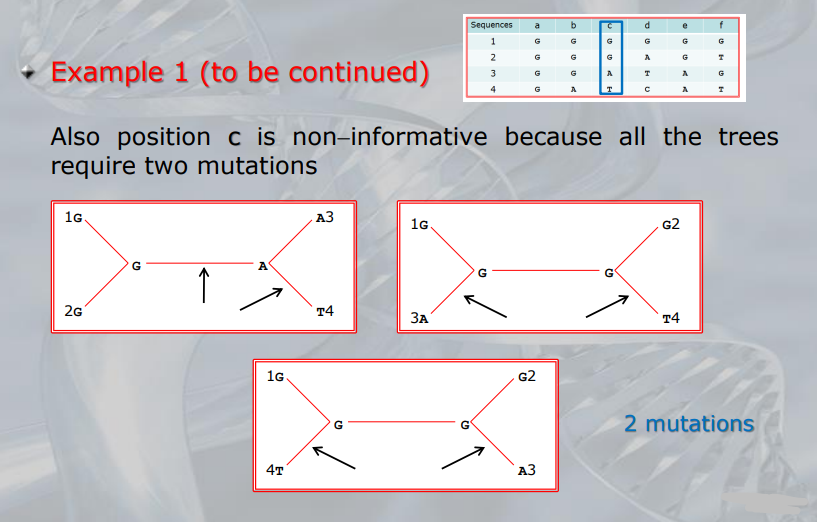 Sequences a b c d e f
1 G G G G G G
2 G G G A G T
3 G G A T A G
4 G A T C A T
Example 1 (to be continued)
Also position c is non–informative because all the trees
require two mutations
1G A3
G A
2G T4
1G G2
G G
3A T4
1G G2
G G
4T A3
2 mutations